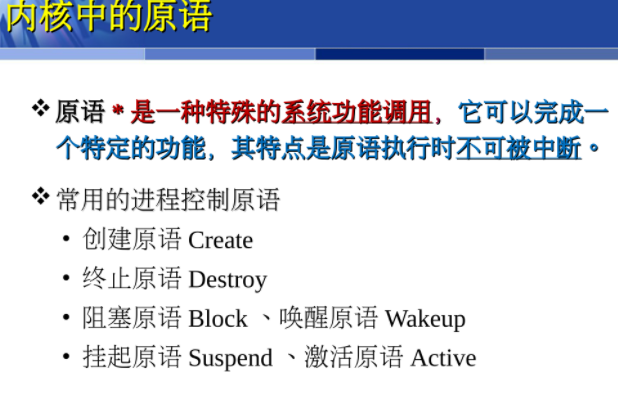 内核中的原语
❖原语 * 是一种特殊的系统功能调用，它可以完成一
个特定的功能，其特点是原语执行时不可被中断。
❖常用的进程控制原语
• 创建原语 Create
• 终止原语 Destroy
• 阻塞原语 Block 、唤醒原语 Wakeup
• 挂起原语 Suspend 、激活原语 Active